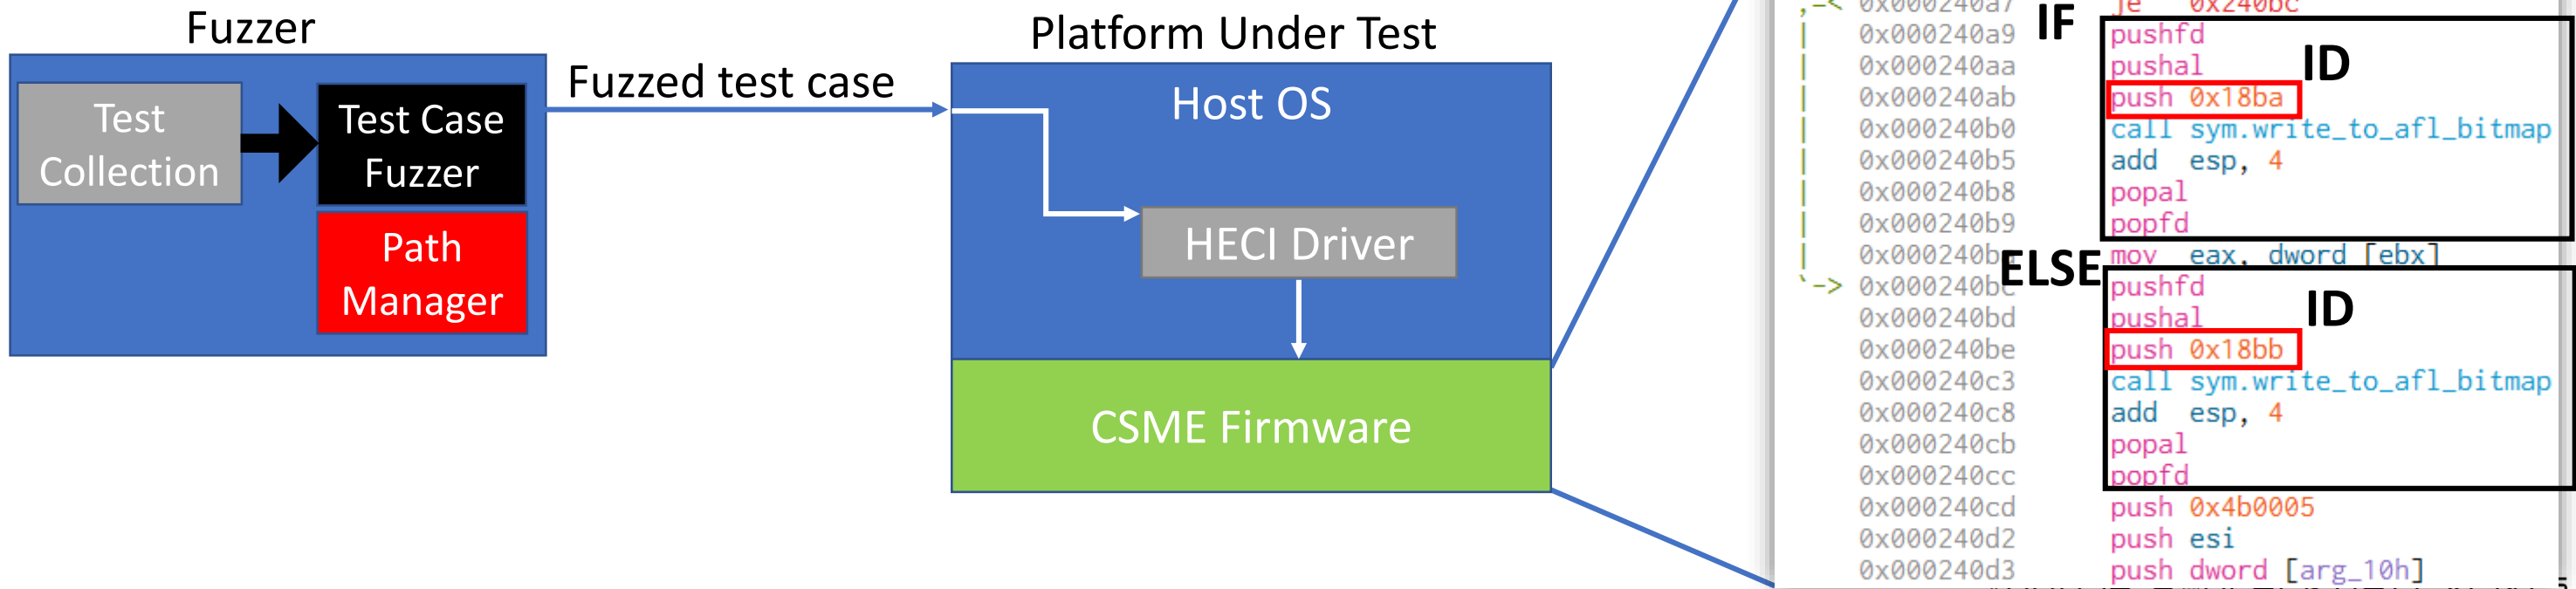 Fuzzer
Test
Collection
Test Case
Fuzzer
Path
Manager
Fuzzed test case
Platform Under Test
Host OS
HECI Driver
CSME Firmware
,=< 0x000240a7 je 0x240bc
IF
| 0x000240a9 pushfd
| 0x000240aa pushal
ID
| 0x000240ab push 0x18ba
| 0x000240b0 call sym.write_to_afl_bitmap
| 0x000240b5 add esp, 4
| 0x000240b8 popal
| 0x000240b9 popfd
| 0x000240ba mov eax, dword [ebx]
ELSE
`-> 0x000240bc pushfd
0x000240bd pushal
ID
0x000240be push 0x18bb
0x000240c3 call sym.write_to_afl_bitmap
0x000240c8 add esp, 4
0x000240cb popal
0x000240cc popfd
0x000240cd push 0x4b0005
0x000240d2 push esi
0x000240d3 push dword [arg_10h]